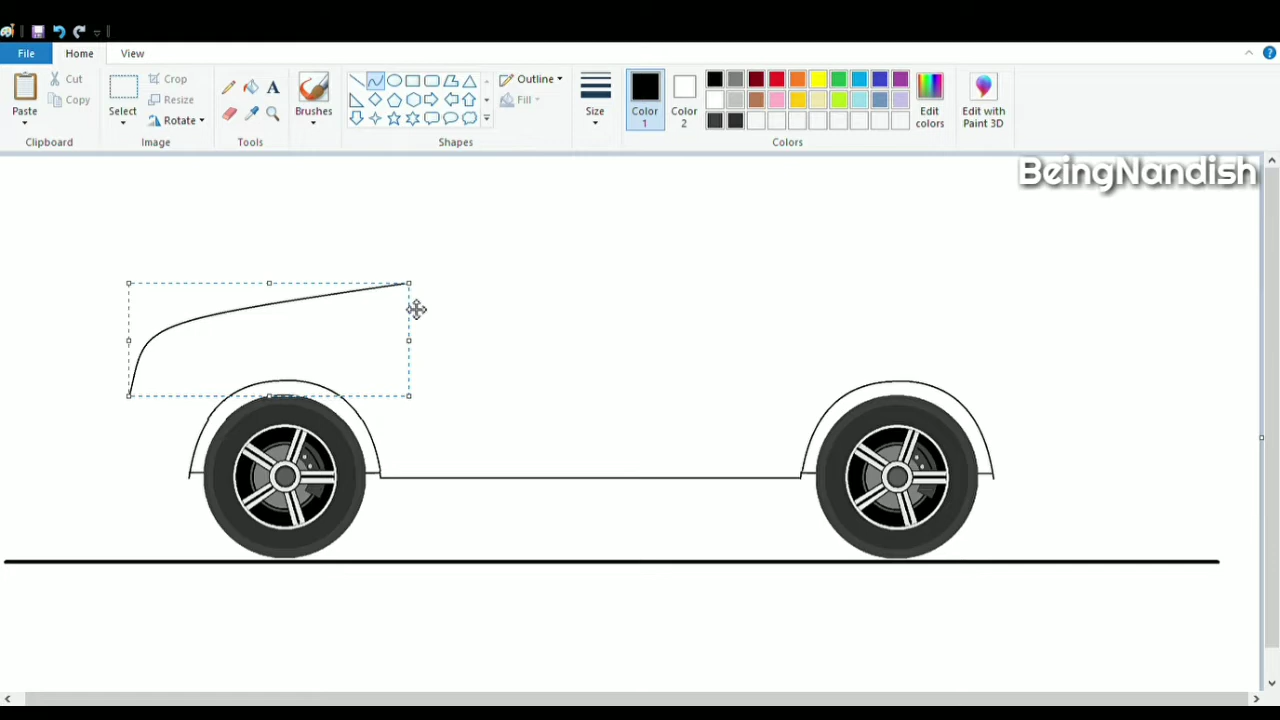 File Home View
Paste Cut Copy
Clipboard
Select Crop Resize Rotate
Image
A
Tools
Brushes
Shapes
Outline Fill
Size
Color 1
Color 2
Edit colors
Colors
Edit with Paint 3D
BeingNandish